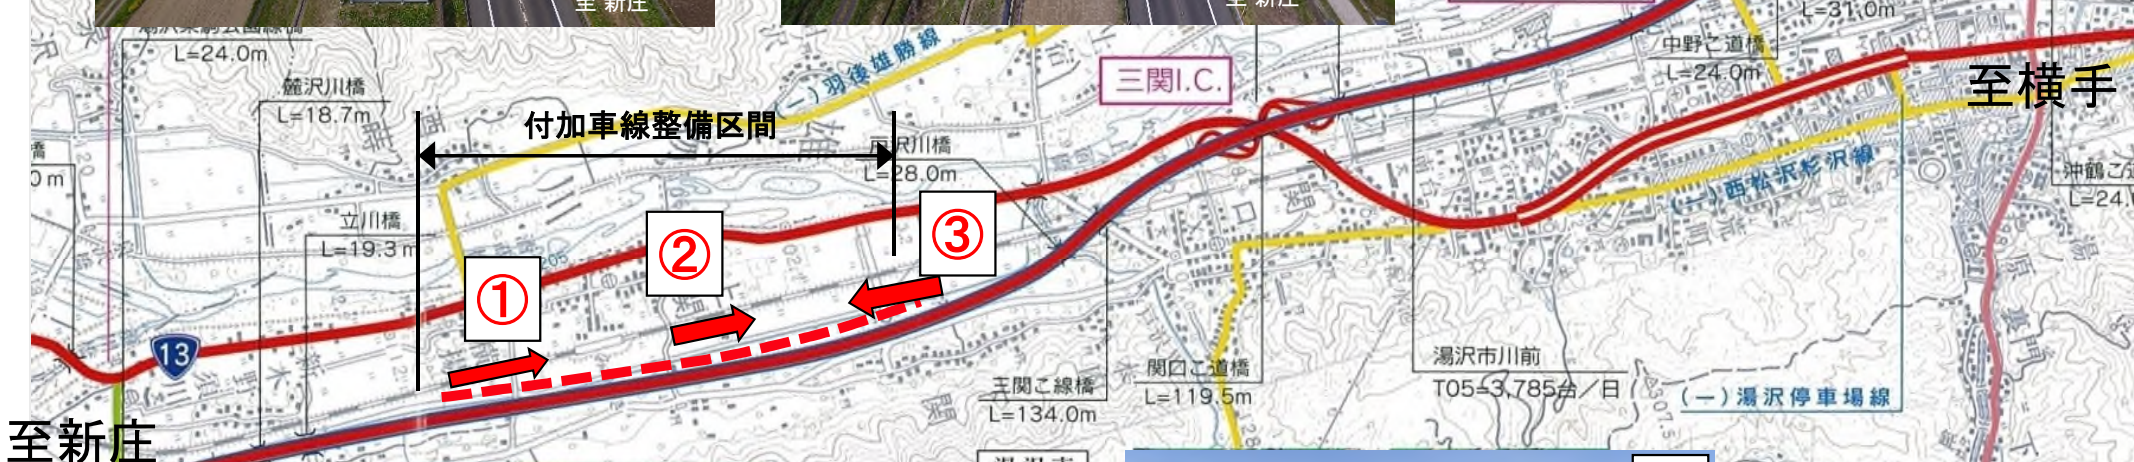 至 新庄
至 新庄
L=24.0m
L=31.0m
中野こ道橋
L=24.0m
三関I.C.
(一)羽後雄勝線
至横手
麓沢川橋
L=18.7m
付加車線整備区間
沢川橋
L=28.0m
橋
0m
立川橋
L=19.3m
①
②
③
13
(一)西松沢杉沢線
沖鶴こ道
L=24.
至新庄
三関こ線橋
L=134.0m
関口こ道橋
L=119.5m
湯沢市川前
T05=3,785台/日
(一)湯沢停車場線